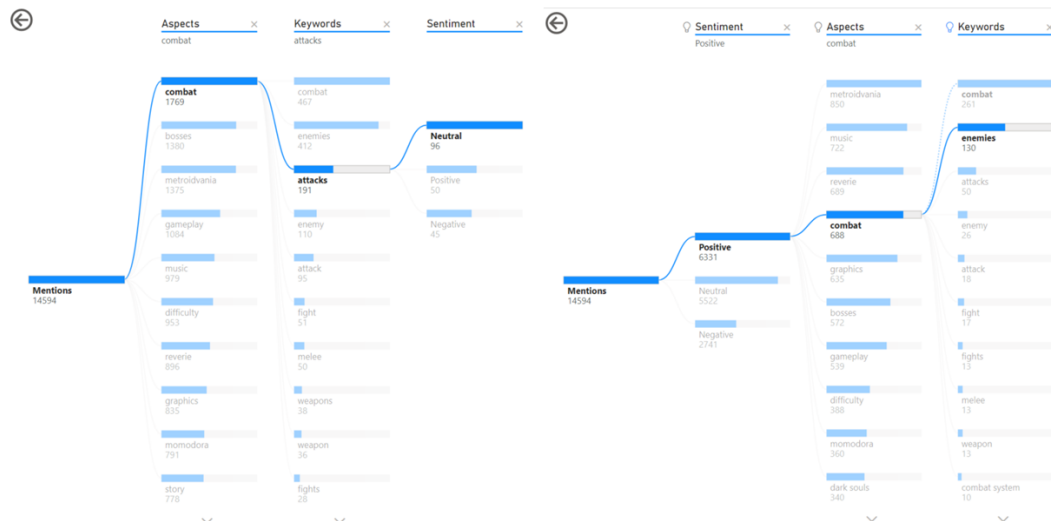 Aspects
combat
Keywords
attacks
Sentiment
Mentions
14594
combat
1769
bosses
1380
metroidvania
1375
gameplay
1084
music
979
difficulty
953
reverie
896
graphics
835
momodora
791
story
778
combat
467
enemies
412
attacks
191
enemy
110
attack
95
fight
51
melee
50
weapons
38
weapon
36
fights
28
Neutral
96
Positive
50
Negative
45
Sentiment
Positive
Aspects
combat
Keywords
Mentions
14594
Positive
6331
Neutral
5522
Negative
2741
metroidvania
850
music
722
reverie
689
combat
688
graphics
635
bosses
572
gameplay
539
difficulty
388
momodora
360
dark souls
340
combat
261
enemies
130
attacks
50
enemy
26
attack
18
fight
17
fights
13
melee
13
weapon
13
combat system
10